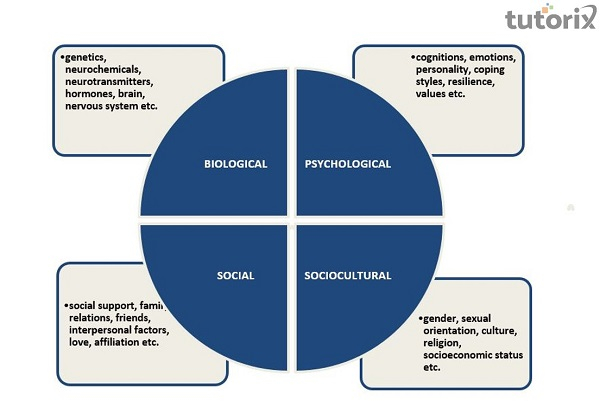 tutorix
•genetics,
neurochemicals,
neurotransmitters,
hormones, brain,
nervous system etc.
•cognitions, emotions,
personality, coping
styles, resilience,
values etc.
BIOLOGICAL
PSYCHOLOGICAL
SOCIAL
SOCIOCULTURAL
•social support,
relations, friends,
interpersonal factors,
love, affiliation etc.
•gender, sexual
orientation, culture,
religion,
socioeconomic status
etc.